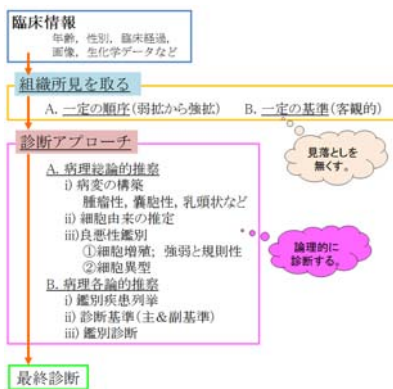 臨床情報
年齢, 性別, 臨床経過,
画像, 生化学データなど
組織所見を取る
A. 一定の順序(弱拡から強拡) B. 一定の基準(客観的)
見落としを
無くす。
診断アプローチ
A. 病理総論的推察
i) 病変の構築
腫瘤性, 嚢胞性, 乳頭状など
ii) 細胞由来の推定
iii)良悪性鑑別
①細胞増殖; 強弱と規則性
②細胞異型
論理的に
診断する。
B. 病理各論的推察
i) 鑑別疾患列挙
ii) 診断基準(主&副基準)
iii) 鑑別診断
最終診断